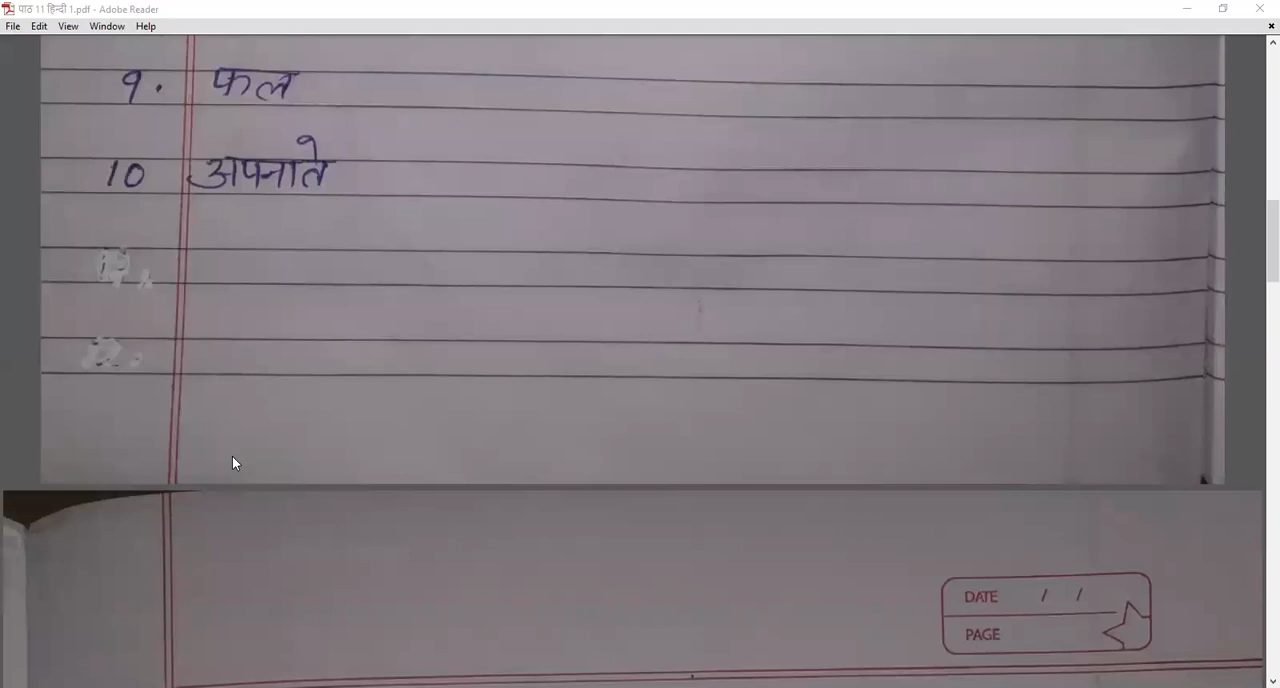 पाठ 11 हिन्दी 1.pdf - Adobe Reader
File Edit View Window Help
9. फल
10 अपनाते
DATE / /
PAGE